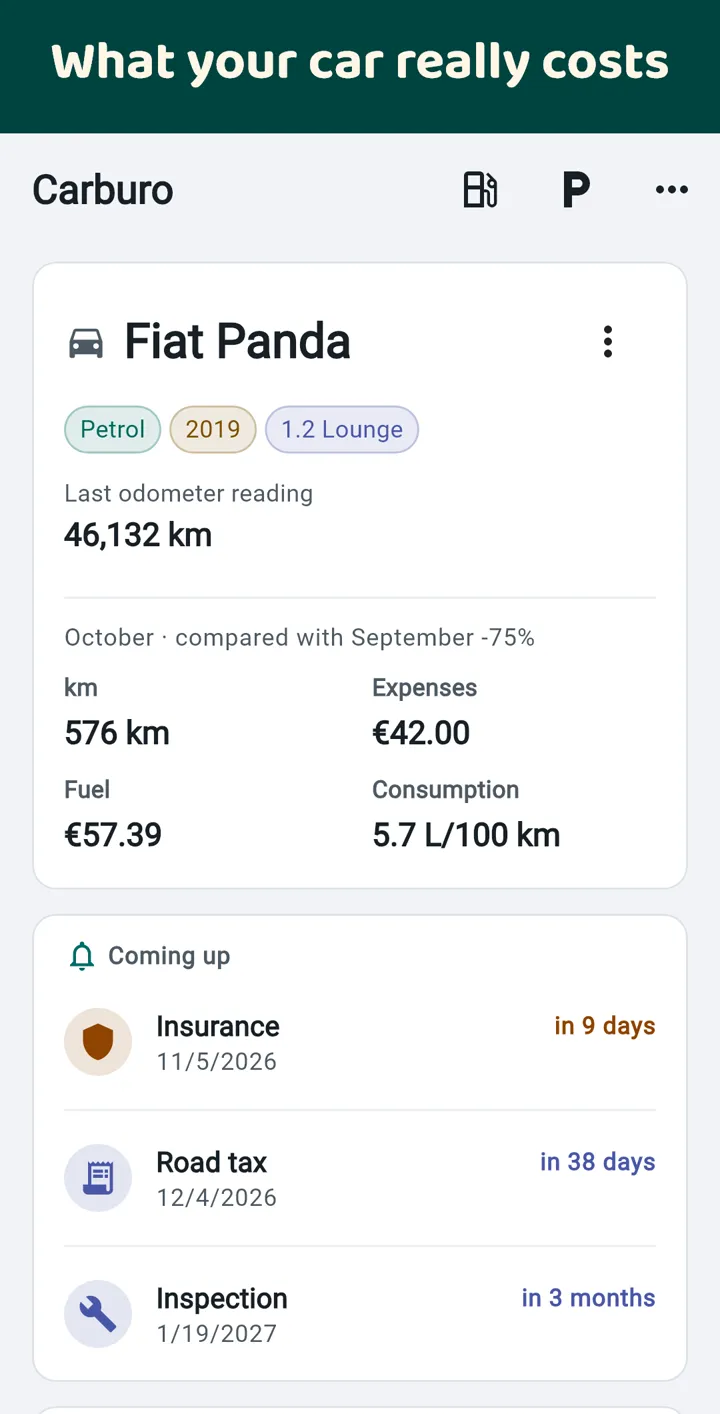 What your car really costs
Carburo
P
Fiat Panda
Petrol 2019 1.2 Lounge
Last odometer reading
46,132 km
October · compared with September -75%
km Expenses
576 km €42.00
Fuel Consumption
€57.39 5.7 L/100 km
Coming up
Insurance in 9 days
11/5/2026
Road tax in 38 days
12/4/2026
Inspection in 3 months
1/19/2027